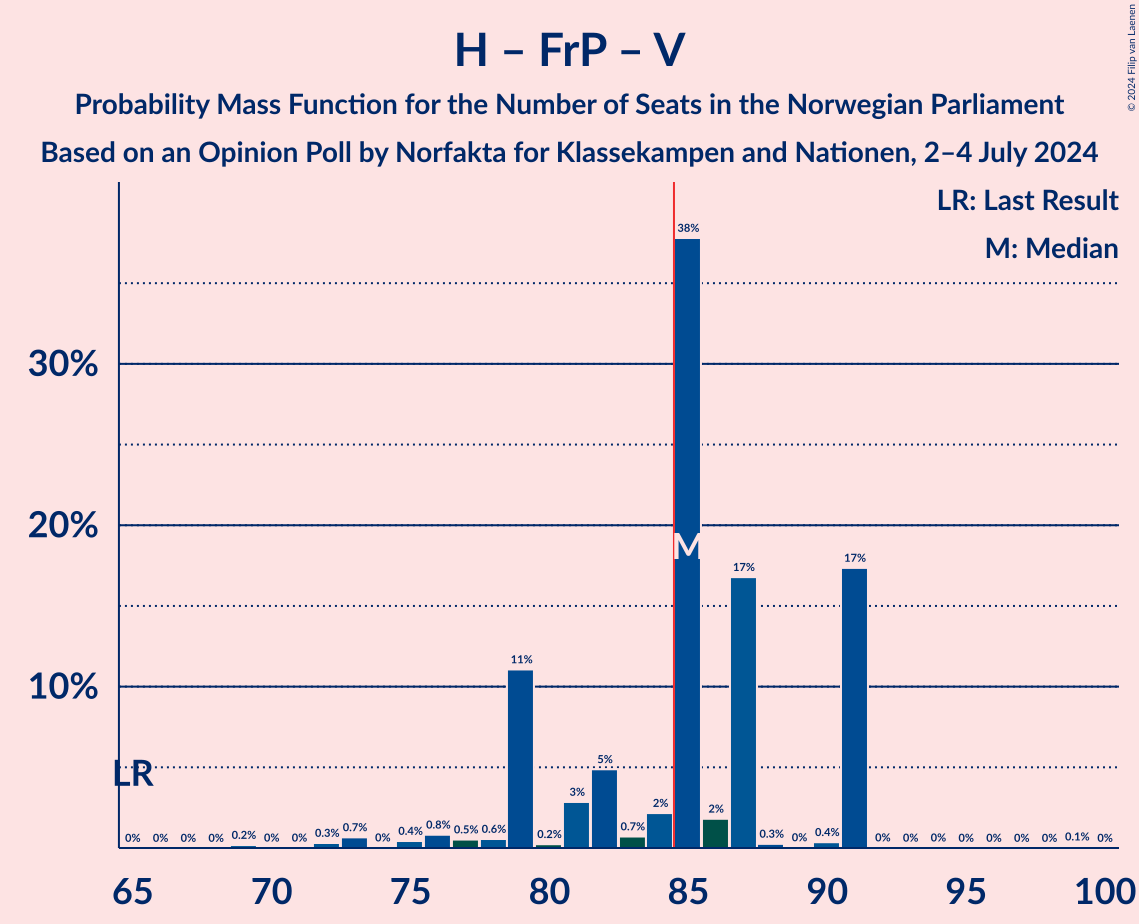 H – FrP – V
Probability Mass Function for the Number of Seats in the Norwegian Parliament
Based on an Opinion Poll by Norfakta for Klassekampen and Nationen, 2–4 July 2024
© 2024 Filip van Laenen
LR: Last Result
M: Median
30%
20%
10%
LR
M
0% 0% 0% 0% 0.2% 0% 0% 0.3% 0.7% 0% 0.4% 0.8% 0.5% 0.6% 11% 0.2% 3% 5% 0.7% 2% 38% 2% 17% 0.3% 0% 0.4% 17% 0% 0% 0% 0% 0% 0% 0% 0.1% 0%
65 70 75 80 85 90 95 100